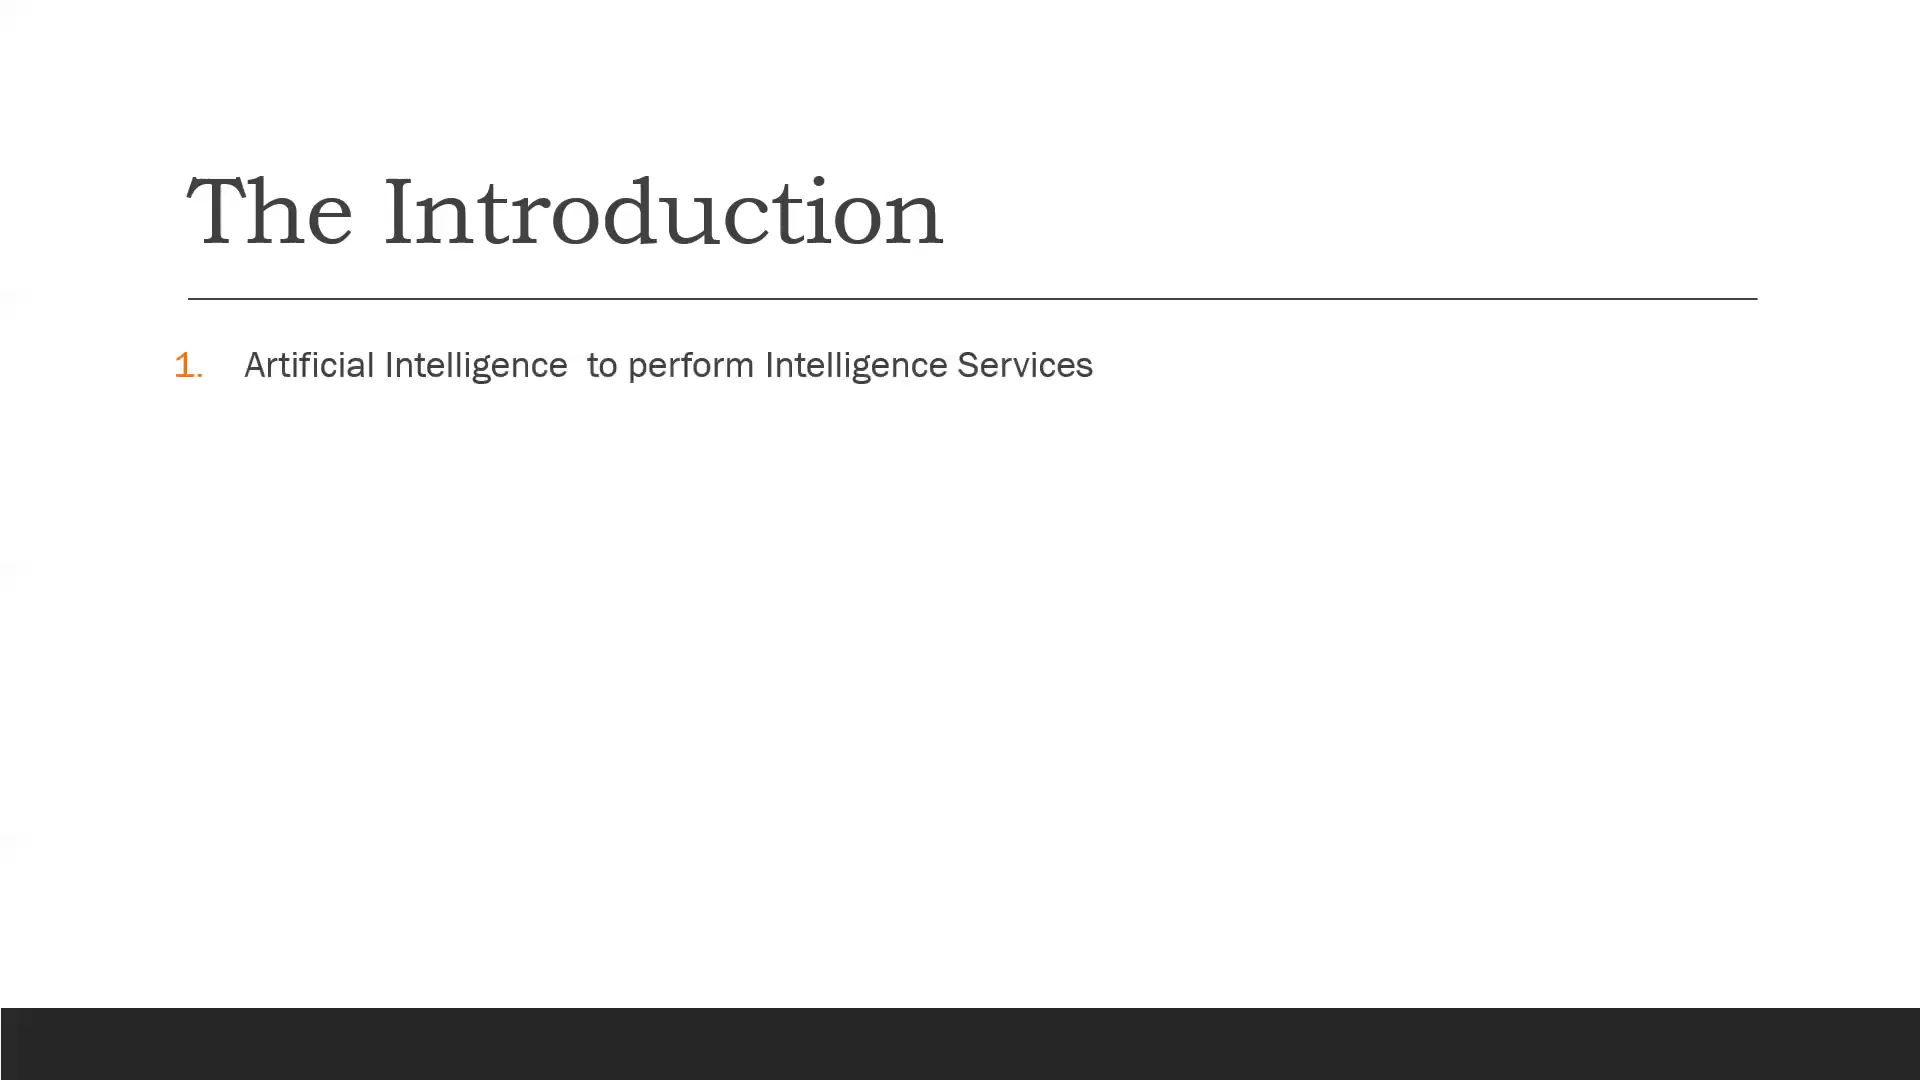 The Introduction
1. Artificial Intelligence  to perform Intelligence Services